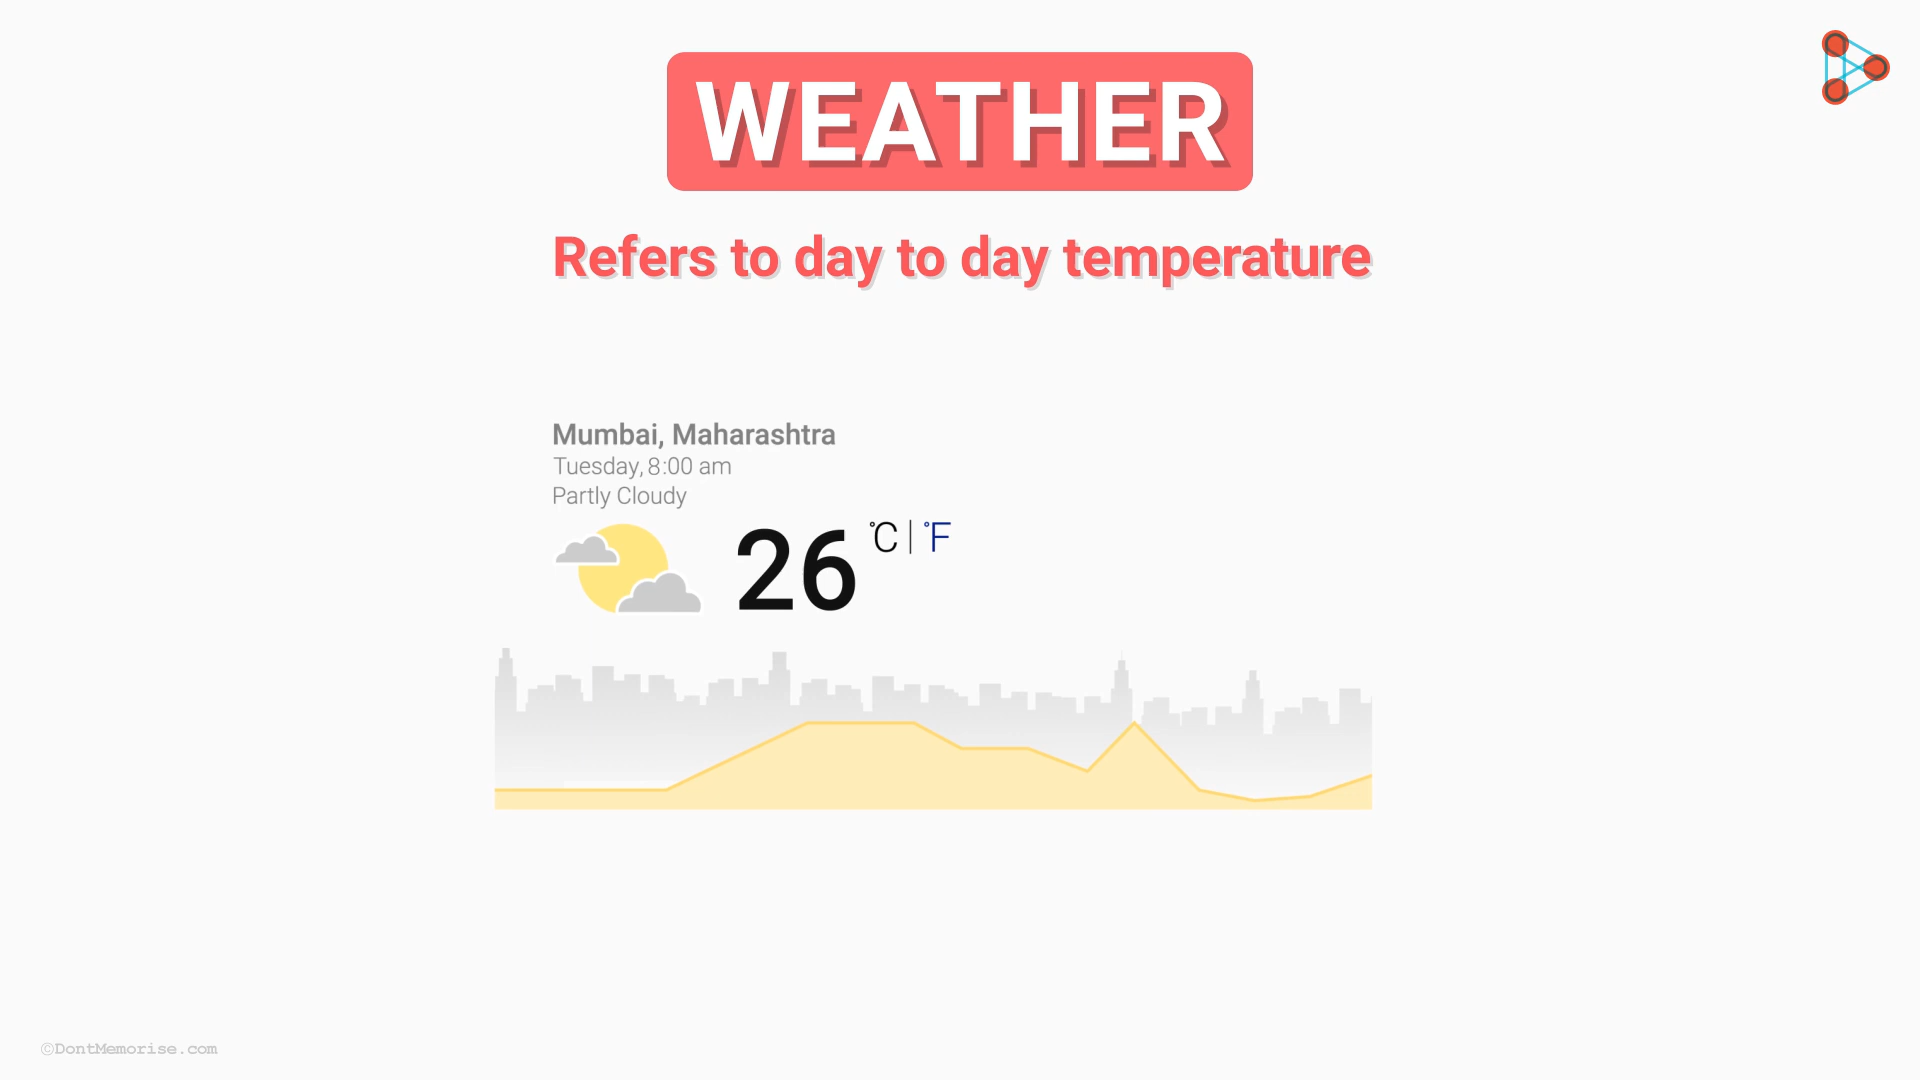 WEATHER
Refers to day to day temperature
Mumbai, Maharashtra
Tuesday, 8:00 am
Partly Cloudy
26 °C | °F
©DontMemorise.com